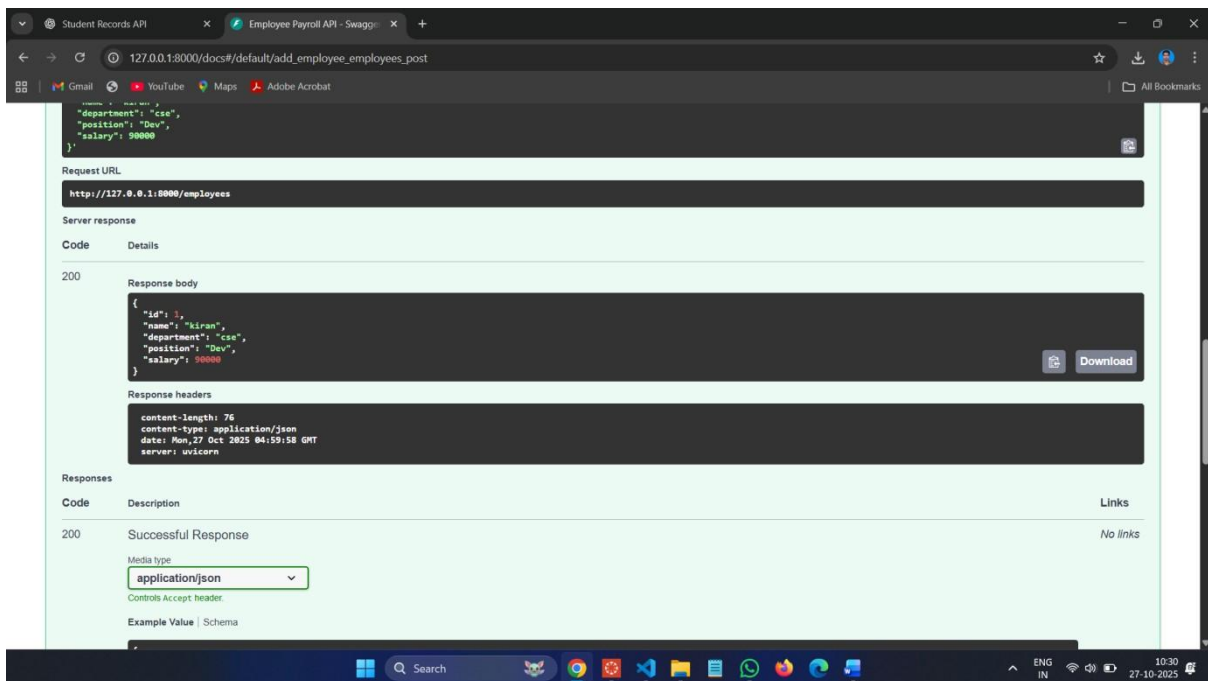 Student Records API
Employee Payroll API - Swagge
127.0.0.1:8000/docs#/default/add_employee_employees_post
Gmail YouTube Maps Adobe Acrobat All Bookmarks
"name": "kiran",
"department": "cse",
"position": "Dev",
"salary": 90000
}'
Request URL
http://127.0.0.1:8000/employees
Server response
Code Details
200
Response body
{
"id": 1,
"name": "kiran",
"department": "cse",
"position": "Dev",
"salary": 90000
}
Download
Response headers
content-length: 76
content-type: application/json
date: Mon,27 Oct 2025 04:59:58 GMT
server: uvicorn
Responses
Code Description Links
200 Successful Response No links
Media type
application/json
Controls Accept header.
Example Value | Schema
{
Search
ENG 10:30
IN 27-10-2025